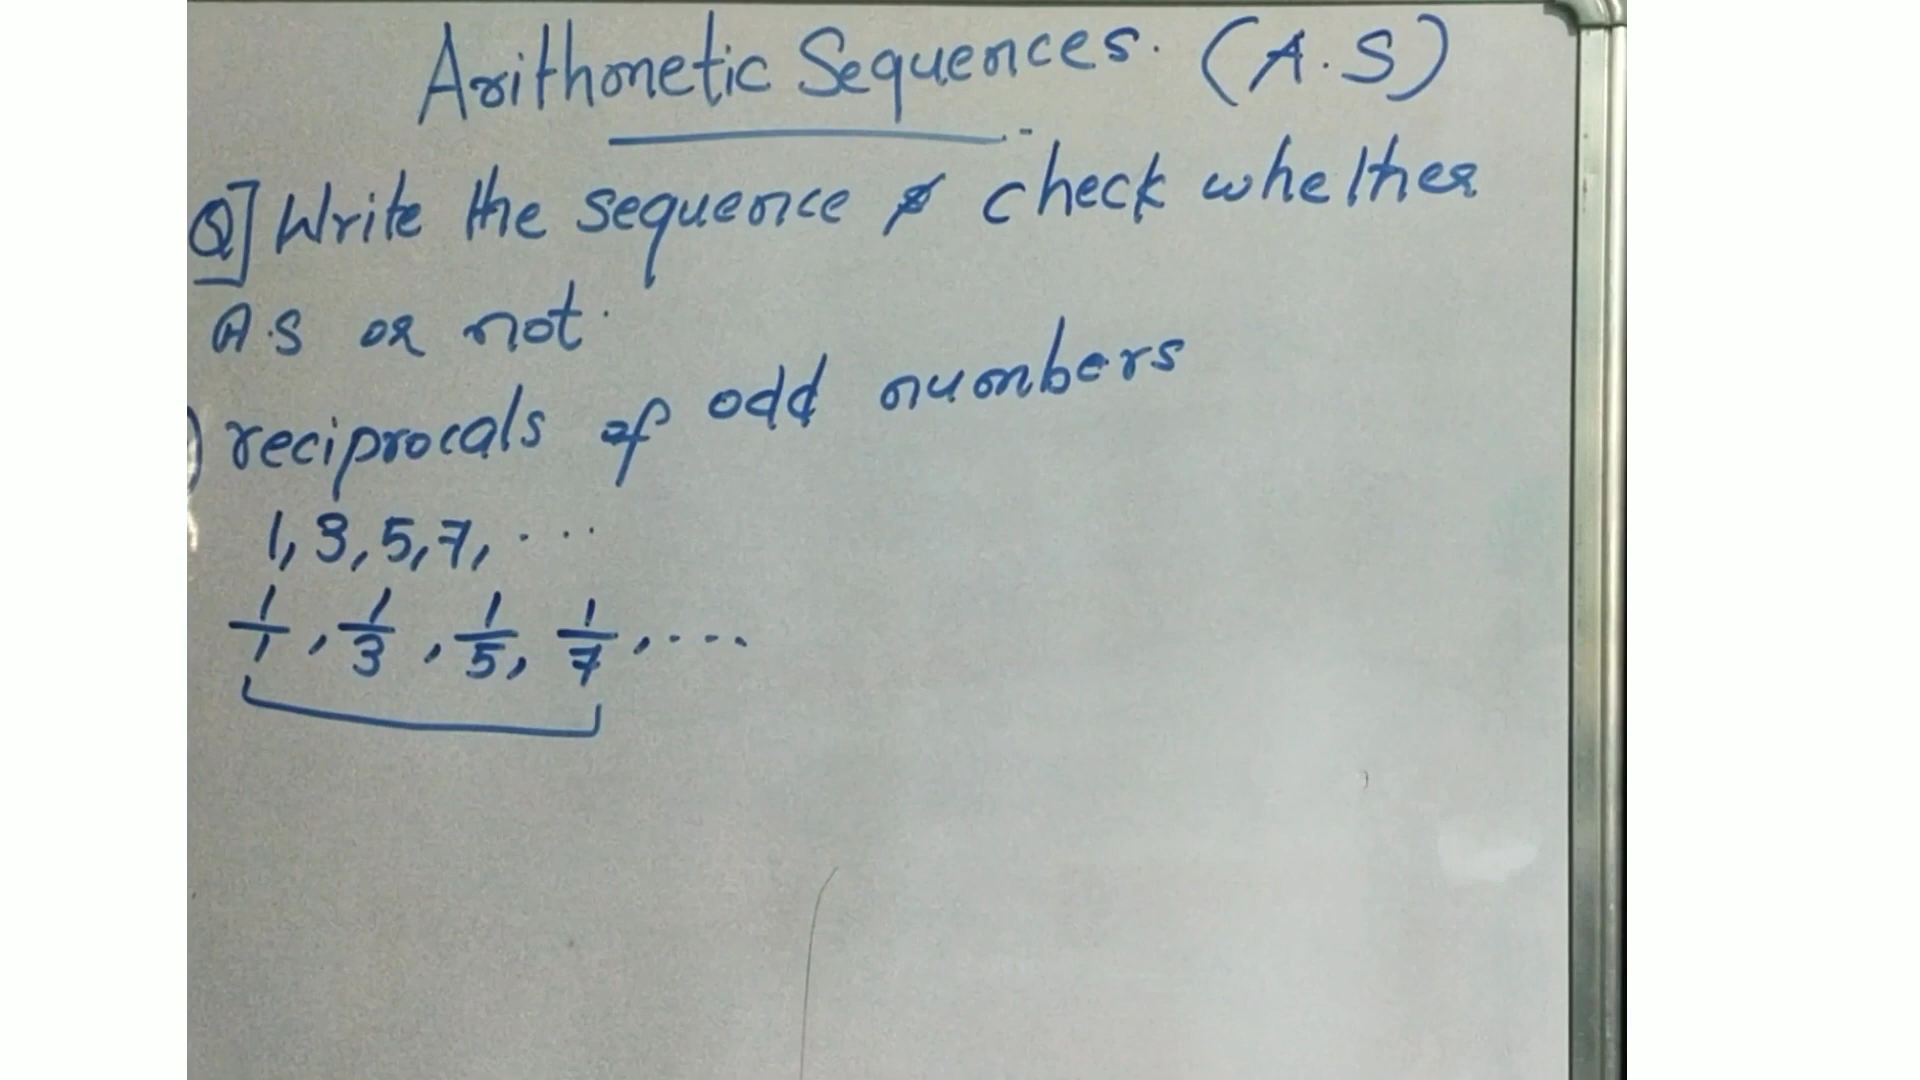 Arithmetic Sequences. (A.S)
Q] Write the sequence & check whether
A.S or not.
) reciprocals of odd numbers
1, 3, 5, 7, ....
1/1, 1/3, 1/5, 1/7, ....